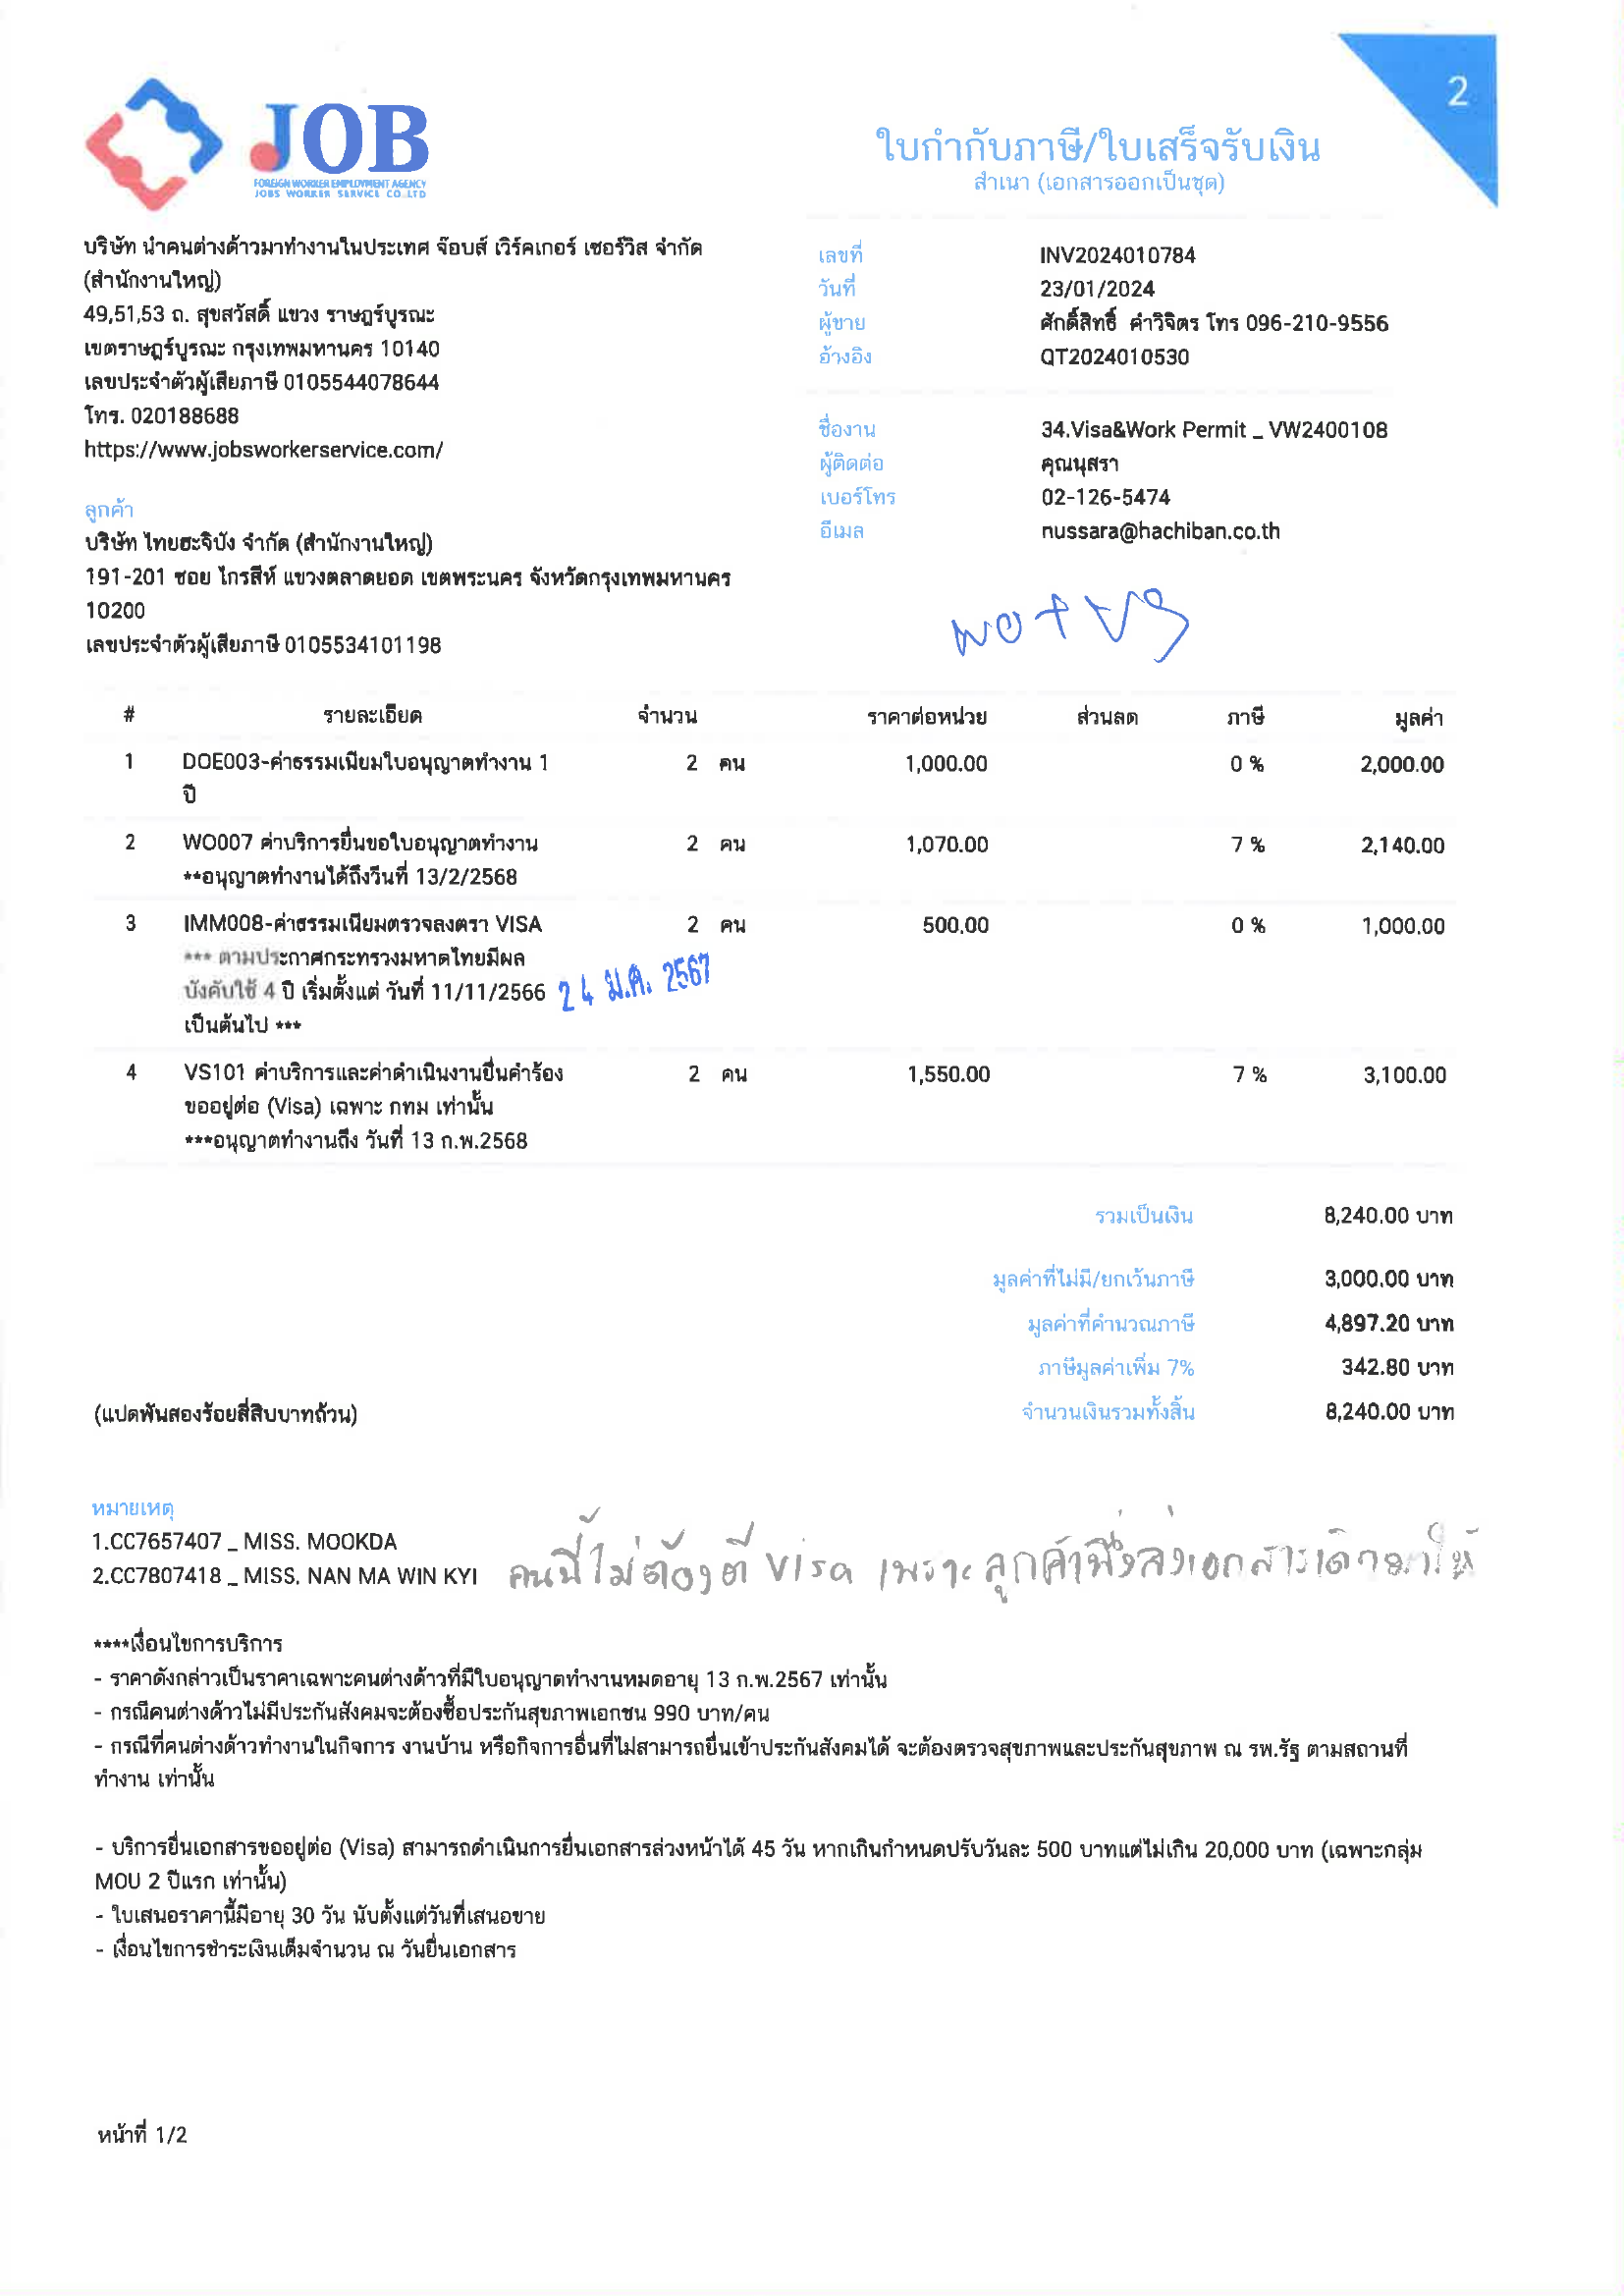 2
JOB
FOREIGN WORKER EMPLOYMENT AGENCY
JOBS WORKER SERVICE CO.,LTD
ใบกำกับภาษี/ใบเสร็จรับเงิน
สำเนา (เอกสารออกเป็นชุด)
บริษัท นำคนต่างด้าวมาทำงานในประเทศ จ๊อบส์ เวิร์คเกอร์ เซอร์วิส จำกัด
(สำนักงานใหญ่)
49,51,53 ถ. สุขสวัสดิ์ แขวง ราษฎร์บูรณะ
เขตราษฎร์บูรณะ กรุงเทพมหานคร 10140
เลขประจำตัวผู้เสียภาษี 0105544078644
โทร. 020188688
https://www.jobsworkerservice.com/
เลขที่ INV2024010784
วันที่ 23/01/2024
ผู้ขาย ศักดิ์สิทธิ์ คำวิจิตร โทร 096-210-9556
อ้างอิง QT2024010530
ชื่องาน 34.Visa&Work Permit _ VW2400108
ผู้ติดต่อ คุณนุสรา
เบอร์โทร 02-126-5474
อีเมล nussara@hachiban.co.th
ลูกค้า
บริษัท ไทยฮะจิบัง จำกัด (สำนักงานใหญ่)
191-201 ซอย ไกรสีห์ แขวงตลาดยอด เขตพระนคร จังหวัดกรุงเทพมหานคร
10200
เลขประจำตัวผู้เสียภาษี 0105534101198
# รายละเอียด จำนวน ราคาต่อหน่วย ส่วนลด ภาษี มูลค่า
1 DOE003-ค่าธรรมเนียมใบอนุญาตทำงาน 1 2 คน 1,000.00 0 % 2,000.00
ปี
2 WO007 ค่าบริการยื่นขอใบอนุญาตทำงาน 2 คน 1,070.00 7 % 2,140.00
**อนุญาตทำงานได้ถึงวันที่ 13/2/2568
3 IMM008-ค่าธรรมเนียมตรวจลงตรา VISA 2 คน 500.00 0 % 1,000.00
*** ตามประกาศกระทรวงมหาดไทยมีผล
บังคับใช้ 4 ปี เริ่มตั้งแต่ วันที่ 11/11/2566 24 ม.ค. 2567
เป็นต้นไป ***
4 VS101 ค่าบริการและค่าดำเนินงานยื่นคำร้อง 2 คน 1,550.00 7 % 3,100.00
ขออยู่ต่อ (Visa) เฉพาะ กทม เท่านั้น
***อนุญาตทำงานถึง วันที่ 13 ก.พ.2568
รวมเป็นเงิน 8,240.00 บาท
มูลค่าที่ไม่มี/ยกเว้นภาษี 3,000.00 บาท
มูลค่าที่คำนวณภาษี 4,897.20 บาท
ภาษีมูลค่าเพิ่ม 7% 342.80 บาท
(แปดพันสองร้อยสี่สิบบาทถ้วน) จำนวนเงินรวมทั้งสิ้น 8,240.00 บาท
หมายเหตุ
1.CC7657407 _ MISS. MOOKDA
2.CC7807418 _ MISS. NAN MA WIN KYI คนนี้ไม่ต้องตี visa เพราะลูกค้าพึ่งส่งเอกสาร
****เงื่อนไขการบริการ
- ราคาดังกล่าวเป็นราคาเฉพาะคนต่างด้าวที่มีใบอนุญาตทำงานหมดอายุ 13 ก.พ.2567 เท่านั้น
- กรณีคนต่างด้าวไม่มีประกันสังคมจะต้องซื้อประกันสุขภาพเอกชน 990 บาท/คน
- กรณีที่คนต่างด้าวทำงานในกิจการ งานบ้าน หรือกิจการอื่นที่ไม่สามารถยื่นเข้าประกันสังคมได้ จะต้องตรวจสุขภาพและประกันสุขภาพ ณ รพ.รัฐ ตามสถานที่
ทำงาน เท่านั้น
- บริการยื่นเอกสารขออยู่ต่อ (Visa) สามารถดำเนินการยื่นเอกสารล่วงหน้าได้ 45 วัน หากเกินกำหนดปรับวันละ 500 บาทแต่ไม่เกิน 20,000 บาท (เฉพาะกลุ่ม
MOU 2 ปีแรก เท่านั้น)
- ใบเสนอราคานี้มีอายุ 30 วัน นับตั้งแต่วันที่เสนอขาย
- เงื่อนไขการชำระเงินเต็มจำนวน ณ วันยื่นเอกสาร
หน้าที่ 1/2